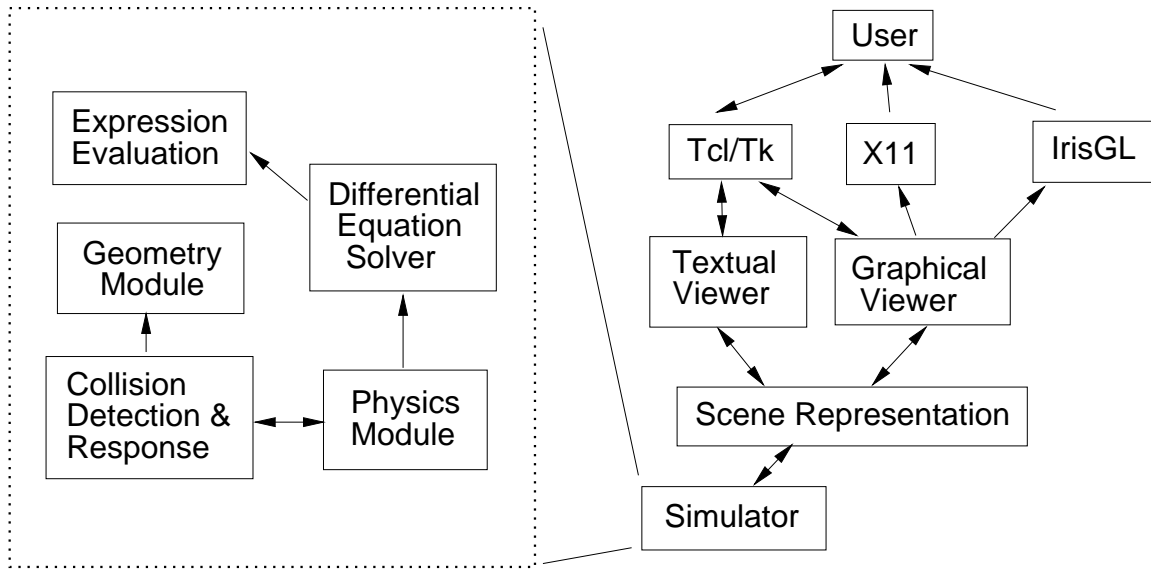 Expression
Evaluation
Differential
Equation
Solver
Geometry
Module
Collision
Detection &
Response
Physics
Module
User
Tcl/Tk
X11
IrisGL
Textual
Viewer
Graphical
Viewer
Scene Representation
Simulator